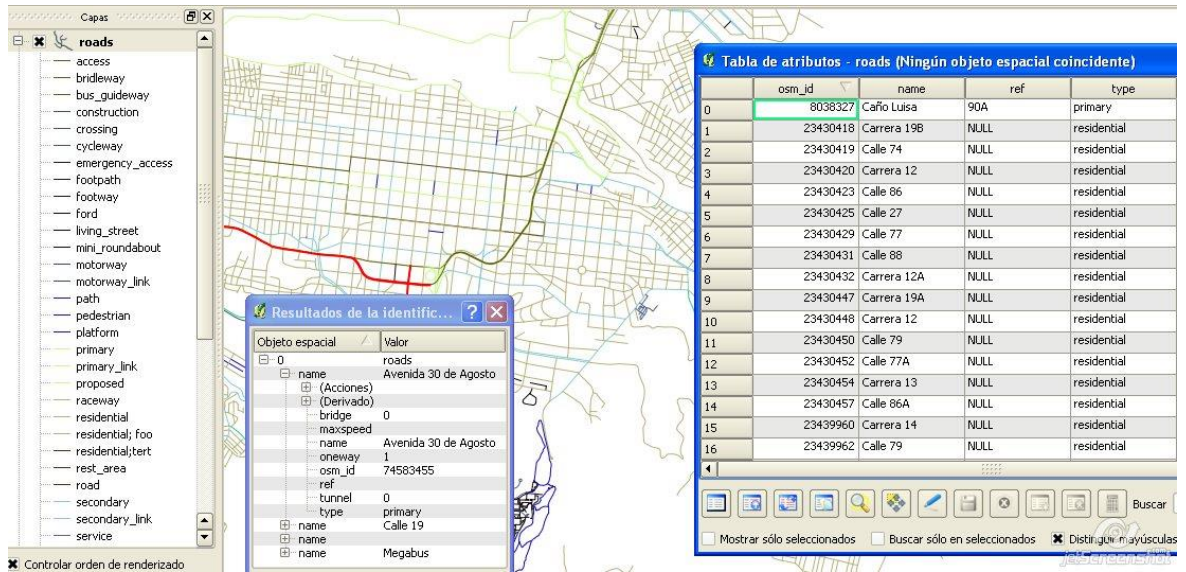 Capas
roads
access
bridleway
bus_guideway
construction
crossing
cycleway
emergency_access
footpath
footway
ford
living_street
mini_roundabout
motorway
motorway_link
path
pedestrian
platform
primary
primary_link
proposed
raceway
residential
residential; foo
residential;tert
rest_area
road
secondary
secondary_link
service
Controlar orden de renderizado
Resultados de la identific...
Objeto espacial Valor
0 roads
name Avenida 30 de Agosto
(Acciones)
(Derivado)
bridge 0
maxspeed
name Avenida 30 de Agosto
oneway 1
osm_id 74583455
ref
tunnel 0
type primary
name Calle 19
name
name Megabus
Tabla de atributos - roads (Ningún objeto espacial coincidente)
osm_id name ref type
0 8038327 Caño Luisa 90A primary
1 23430418 Carrera 19B NULL residential
2 23430419 Calle 74 NULL residential
3 23430420 Carrera 12 NULL residential
4 23430423 Calle 86 NULL residential
5 23430425 Calle 27 NULL residential
6 23430429 Calle 77 NULL residential
7 23430431 Calle 88 NULL residential
8 23430432 Carrera 12A NULL residential
9 23430447 Carrera 19A NULL residential
10 23430448 Carrera 12 NULL residential
11 23430450 Calle 79 NULL residential
12 23430452 Calle 77A NULL residential
13 23430454 Carrera 13 NULL residential
14 23430457 Calle 86A NULL residential
15 23439960 Carrera 14 NULL residential
16 23439962 Calle 79 NULL residential
Buscar
Mostrar sólo seleccionados Buscar sólo en seleccionados Distinguir mayúsculas
jetScreenshot